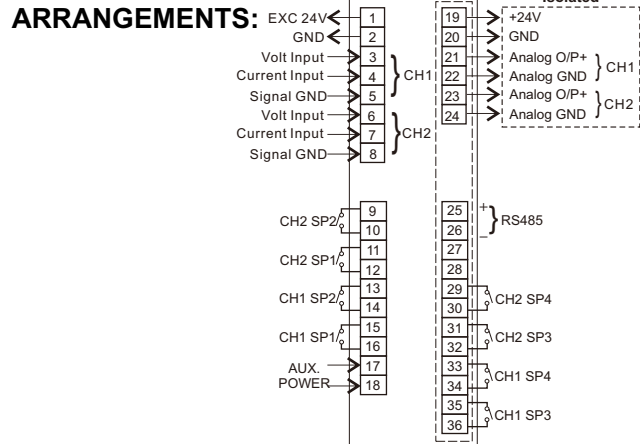 Isolated
ARRANGEMENTS:
EXC 24V 1
GND 2
Volt Input 3
Current Input 4
Signal GND 5
CH1
Volt Input 6
Current Input 7
Signal GND 8
CH2
CH2 SP2 9 10
CH2 SP1 11 12
CH1 SP2 13 14
CH1 SP1 15 16
AUX. POWER 17 18
19 +24V
20 GND
21 Analog O/P+
22 Analog GND
CH1
23 Analog O/P+
24 Analog GND
CH2
25 +
26 –
RS485
27
28
29 30 CH2 SP4
31 32 CH2 SP3
33 34 CH1 SP4
35 36 CH1 SP3